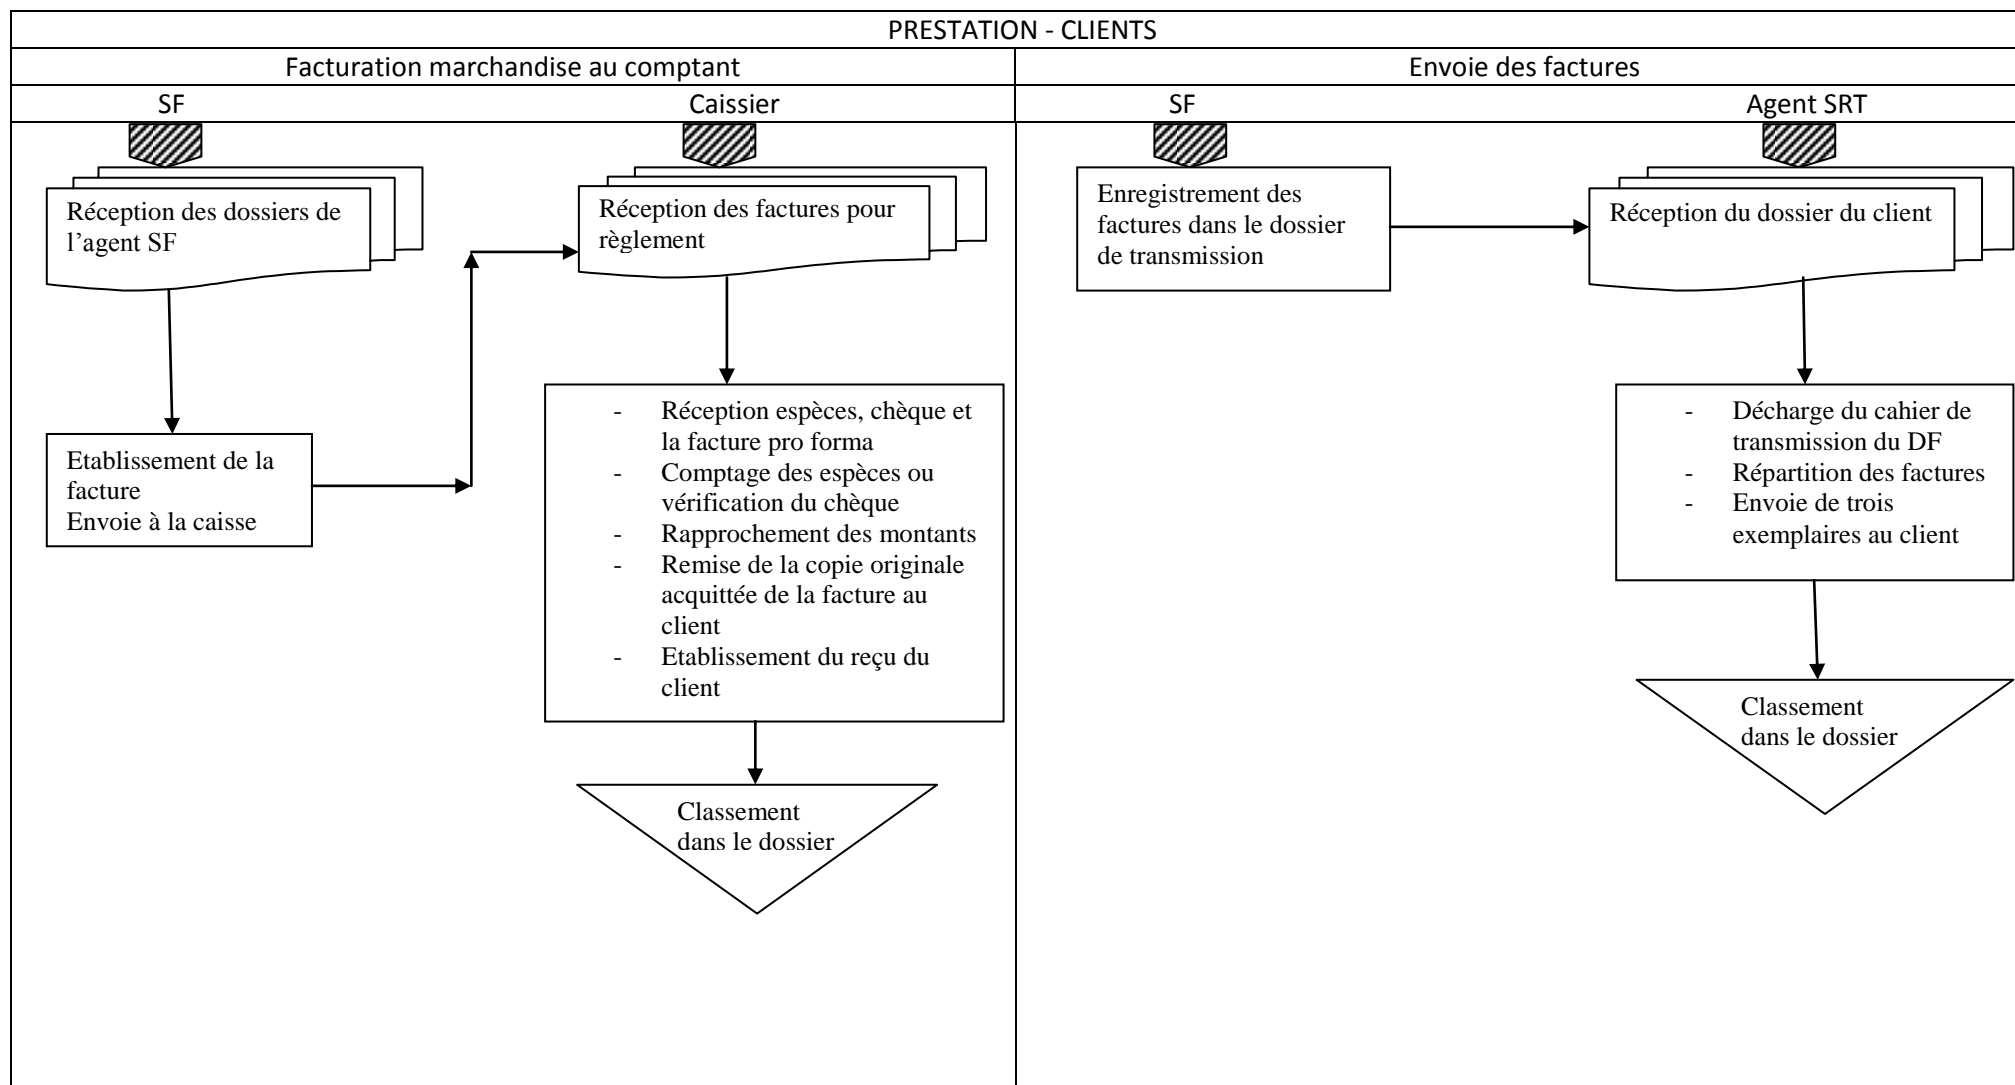 PRESTATION - CLIENTS
Facturation marchandise au comptant
Envoie des factures
SF
Caissier
SF
Agent SRT
Réception des dossiers de
l’agent SF
Etablissement de la
facture
Envoie à la caisse
Réception des factures pour
règlement
- Réception espèces, chèque et
la facture pro forma
- Comptage des espèces ou
vérification du chèque
- Rapprochement des montants
- Remise de la copie originale
acquittée de la facture au
client
- Etablissement du reçu du
client
Classement
dans le dossier
Enregistrement des
factures dans le dossier
de transmission
Réception du dossier du client
- Décharge du cahier de
transmission du DF
- Répartition des factures
- Envoie de trois
exemplaires au client
Classement
dans le dossier